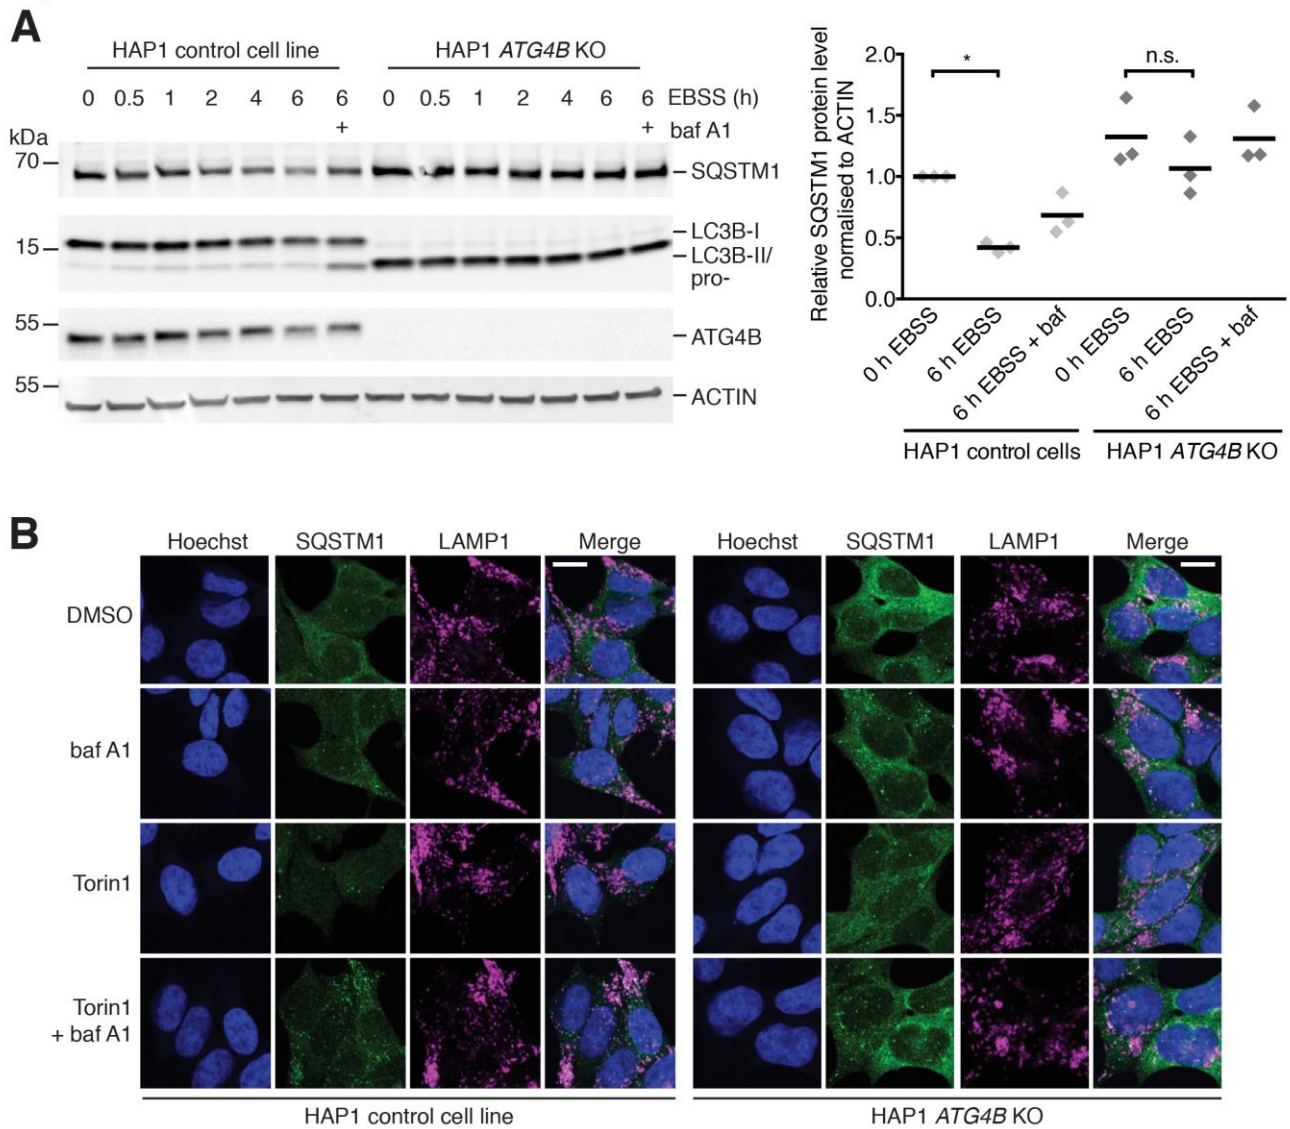 A
HAP1 control cell line HAP1 ATG4B KO
0 0.5 1 2 4 6 6 0 0.5 1 2 4 6 6 EBSS (h)
+ + baf A1
kDa
70
SQSTM1
15
LC3B-I
LC3B-II/
pro-
55
ATG4B
55
ACTIN
Relative SQSTM1 protein level
normalised to ACTIN
2.0
1.5
1.0
0.5
0.0
*
n.s.
0 h EBSS
6 h EBSS
6 h EBSS + baf
0 h EBSS
6 h EBSS
6 h EBSS + baf
HAP1 control cells HAP1 ATG4B KO
B
Hoechst SQSTM1 LAMP1 Merge Hoechst SQSTM1 LAMP1 Merge
DMSO
baf A1
Torin1
Torin1
+ baf A1
HAP1 control cell line HAP1 ATG4B KO